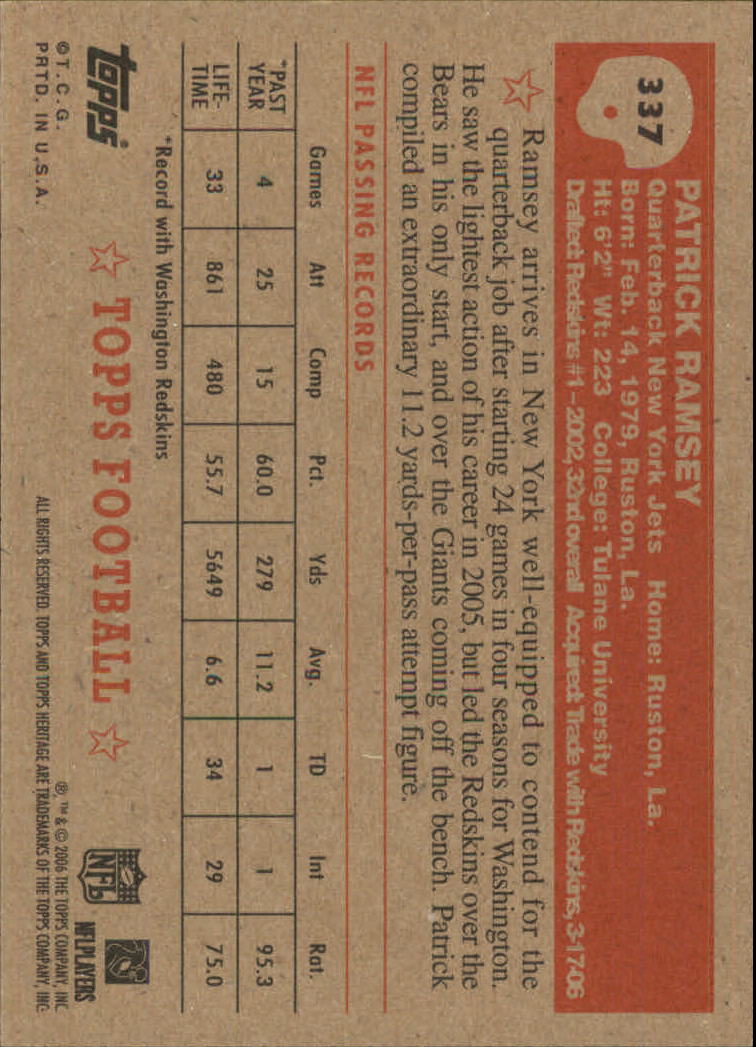 337
PATRICK RAMSEY
Quarterback New York Jets Home: Ruston, La.
Born: Feb. 14, 1979, Ruston, La.
Ht: 6'2" Wt: 223 College: Tulane University
Drafted: Redskins #1 – 2002, 32nd overall Acquired: Trade with Redskins, 3-17-06
Ramsey arrives in New York well-equipped to contend for the
quarterback job after starting 24 games in four seasons for Washington.
He saw the lightest action of his career in 2005, but led the Redskins over the
Bears in his only start, and over the Giants coming off the bench. Patrick
compiled an extraordinary 11.2 yards-per-pass attempt figure.
NFL PASSING RECORDS
Games Att Comp Pct. Yds Avg. TD Int Rat.
*PAST YEAR 4 25 15 60.0 279 11.2 1 1 95.3
LIFE-TIME 33 861 480 55.7 5649 6.6 34 29 75.0
*Record with Washington Redskins
topps®
TOPPS FOOTBALL
NFL
NFLPLAYERS
©T.C.G.
PRTD. IN U.S.A.
®, ™ & © 2006 THE TOPPS COMPANY, INC.
ALL RIGHTS RESERVED. TOPPS AND TOPPS HERITAGE ARE TRADEMARKS OF THE TOPPS COMPANY, INC.